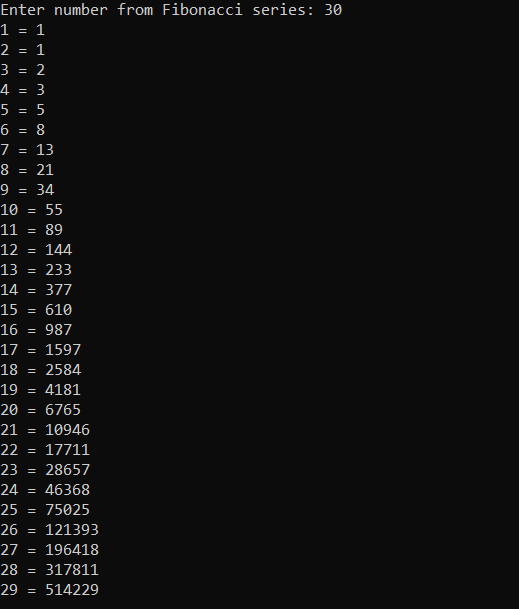 Enter number from Fibonacci series: 30
1 = 1
2 = 1
3 = 2
4 = 3
5 = 5
6 = 8
7 = 13
8 = 21
9 = 34
10 = 55
11 = 89
12 = 144
13 = 233
14 = 377
15 = 610
16 = 987
17 = 1597
18 = 2584
19 = 4181
20 = 6765
21 = 10946
22 = 17711
23 = 28657
24 = 46368
25 = 75025
26 = 121393
27 = 196418
28 = 317811
29 = 514229